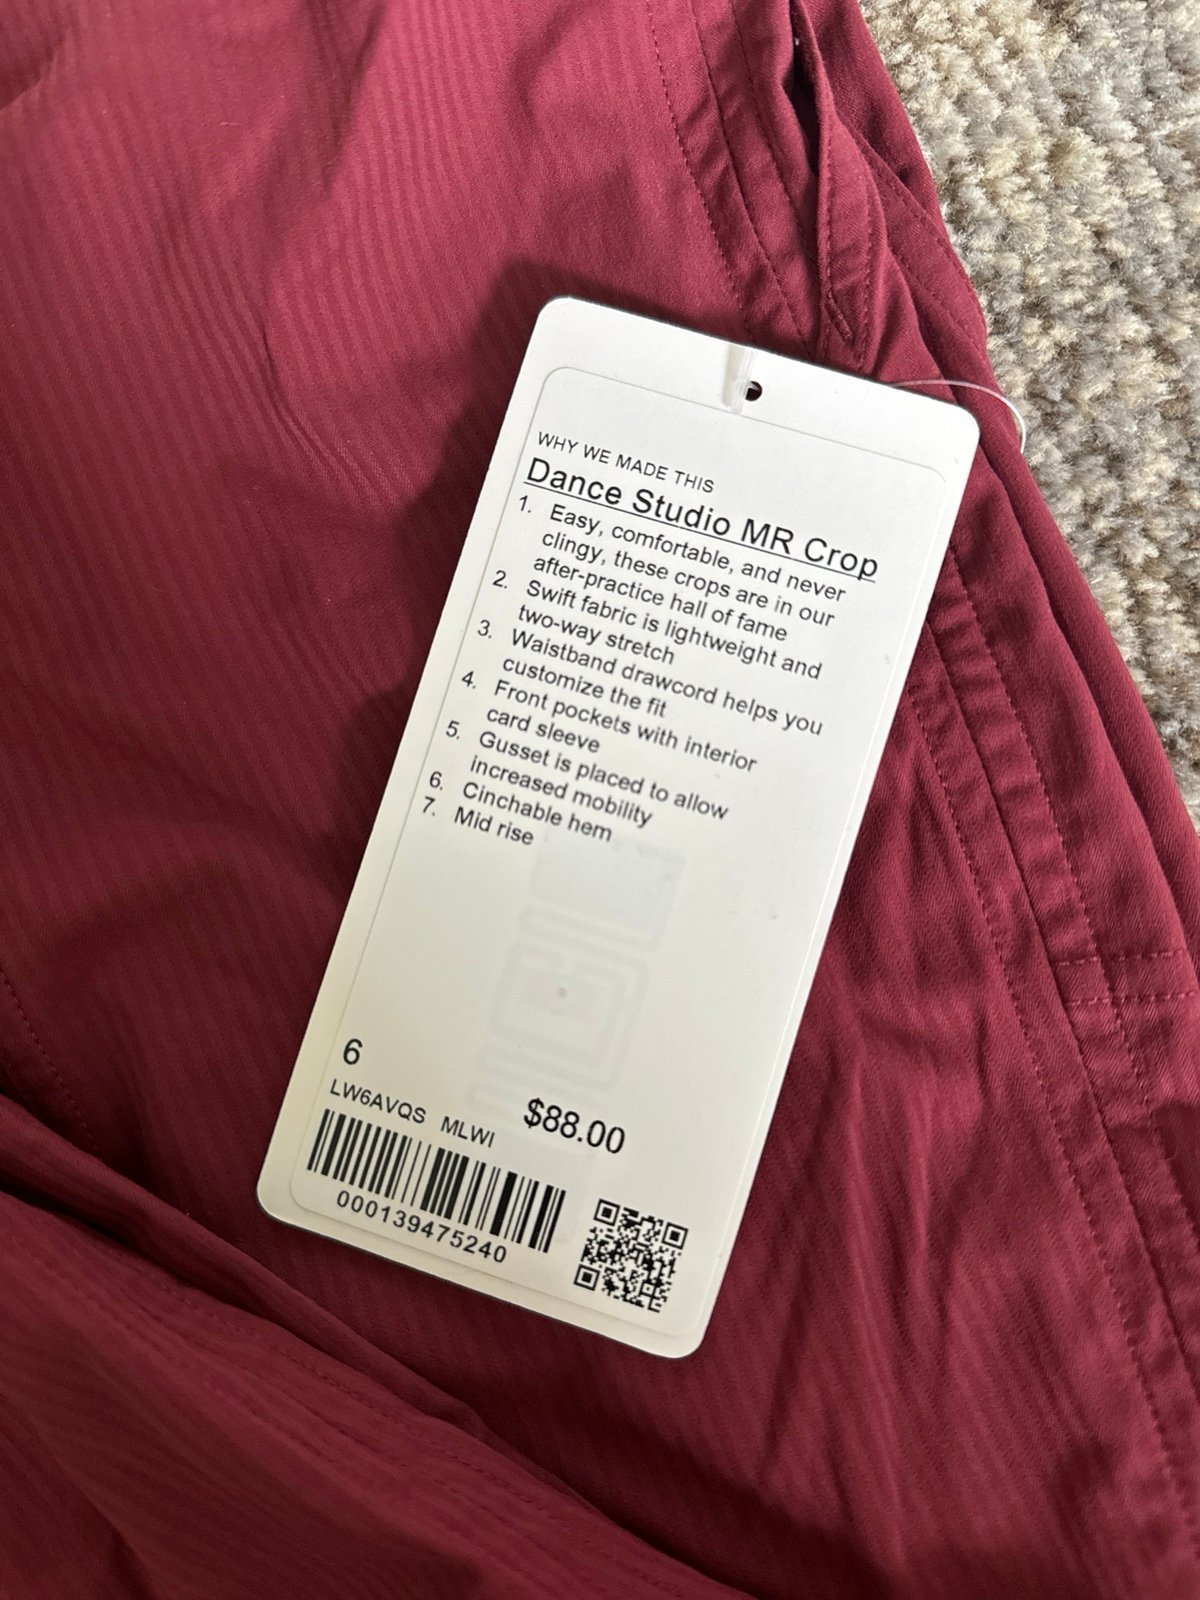 WHY WE MADE THIS
Dance Studio MR Crop
1. Easy, comfortable, and never
clingy, these crops are in our
after-practice hall of fame
2. Swift fabric is lightweight and
two-way stretch
3. Waistband drawcord helps you
customize the fit
4. Front pockets with interior
card sleeve
5. Gusset is placed to allow
increased mobility
6. Cinchable hem
7. Mid rise
6
LW6AVQS MLWI
$88.00
000139475240